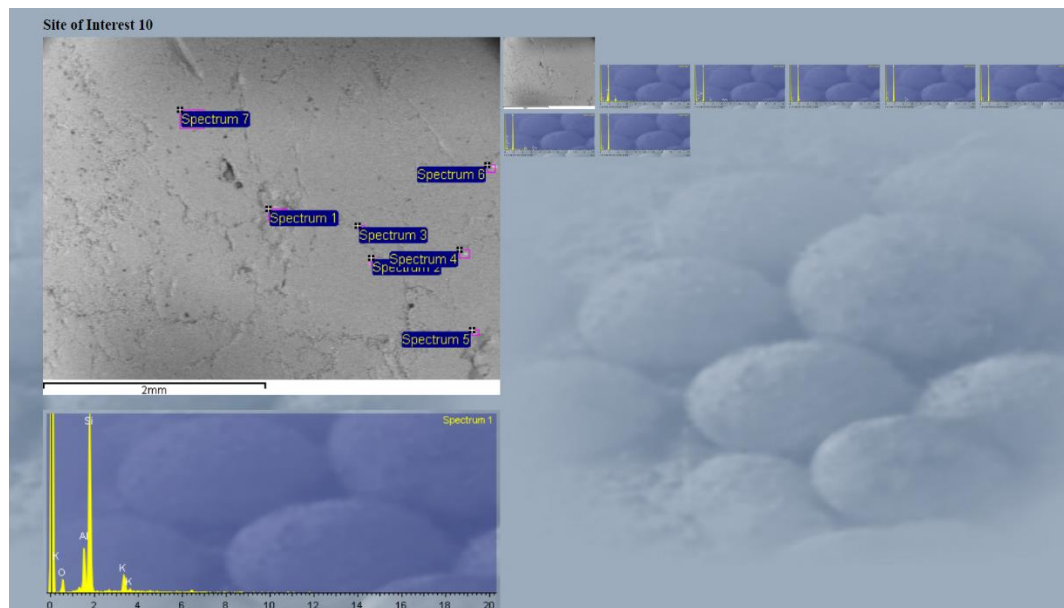 Site of Interest 10
Spectrum 7
Spectrum 6
Spectrum 1
Spectrum 3
Spectrum 4
Spectrum 2
Spectrum 5
2mm
Spectrum 1
Si
Al
K
O
K
K
0 2 4 6 8 10 12 14 16 18 20